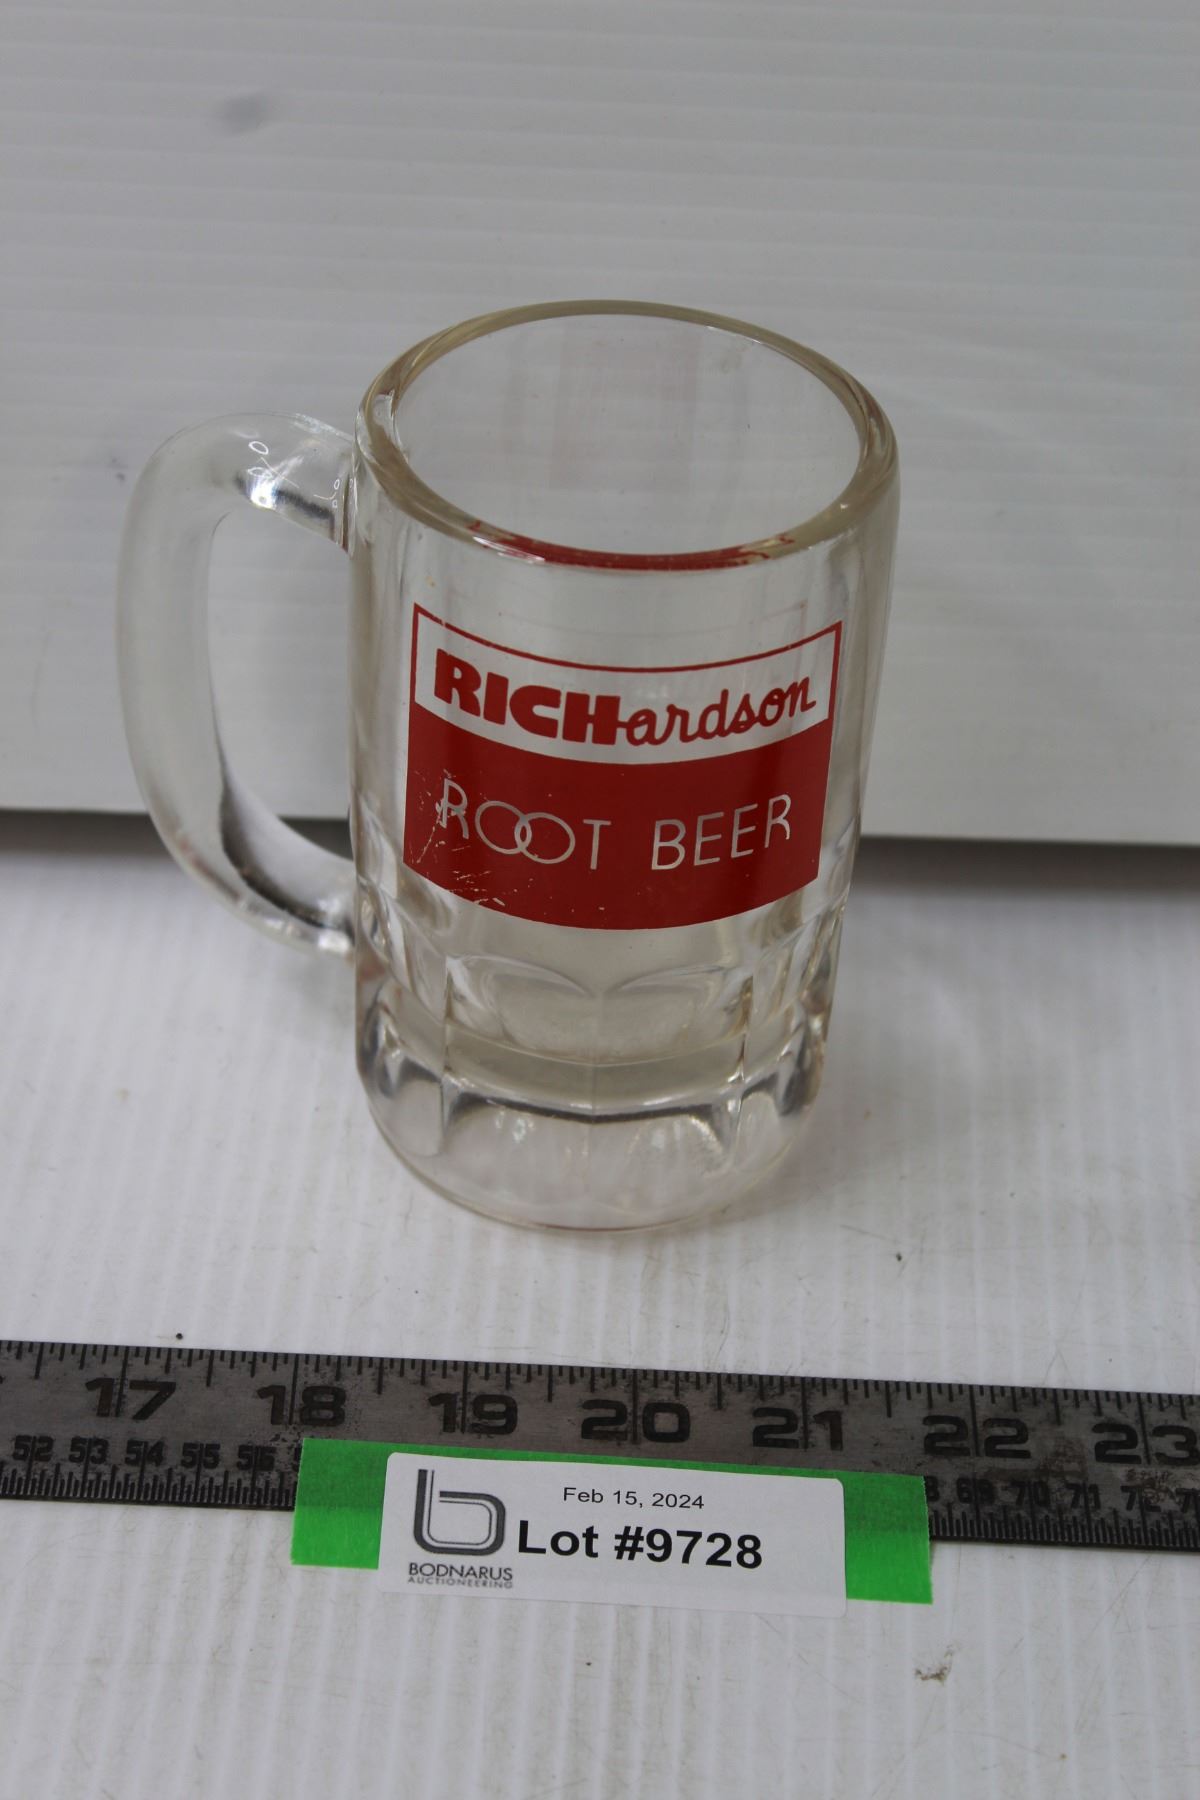 RICHardson
ROOT BEER
17 18 19 20 21 22 23
52 53 54 55 56 69 70 71 72
Feb 15, 2024
Lot #9728
BODNARUS
AUCTIONEERING